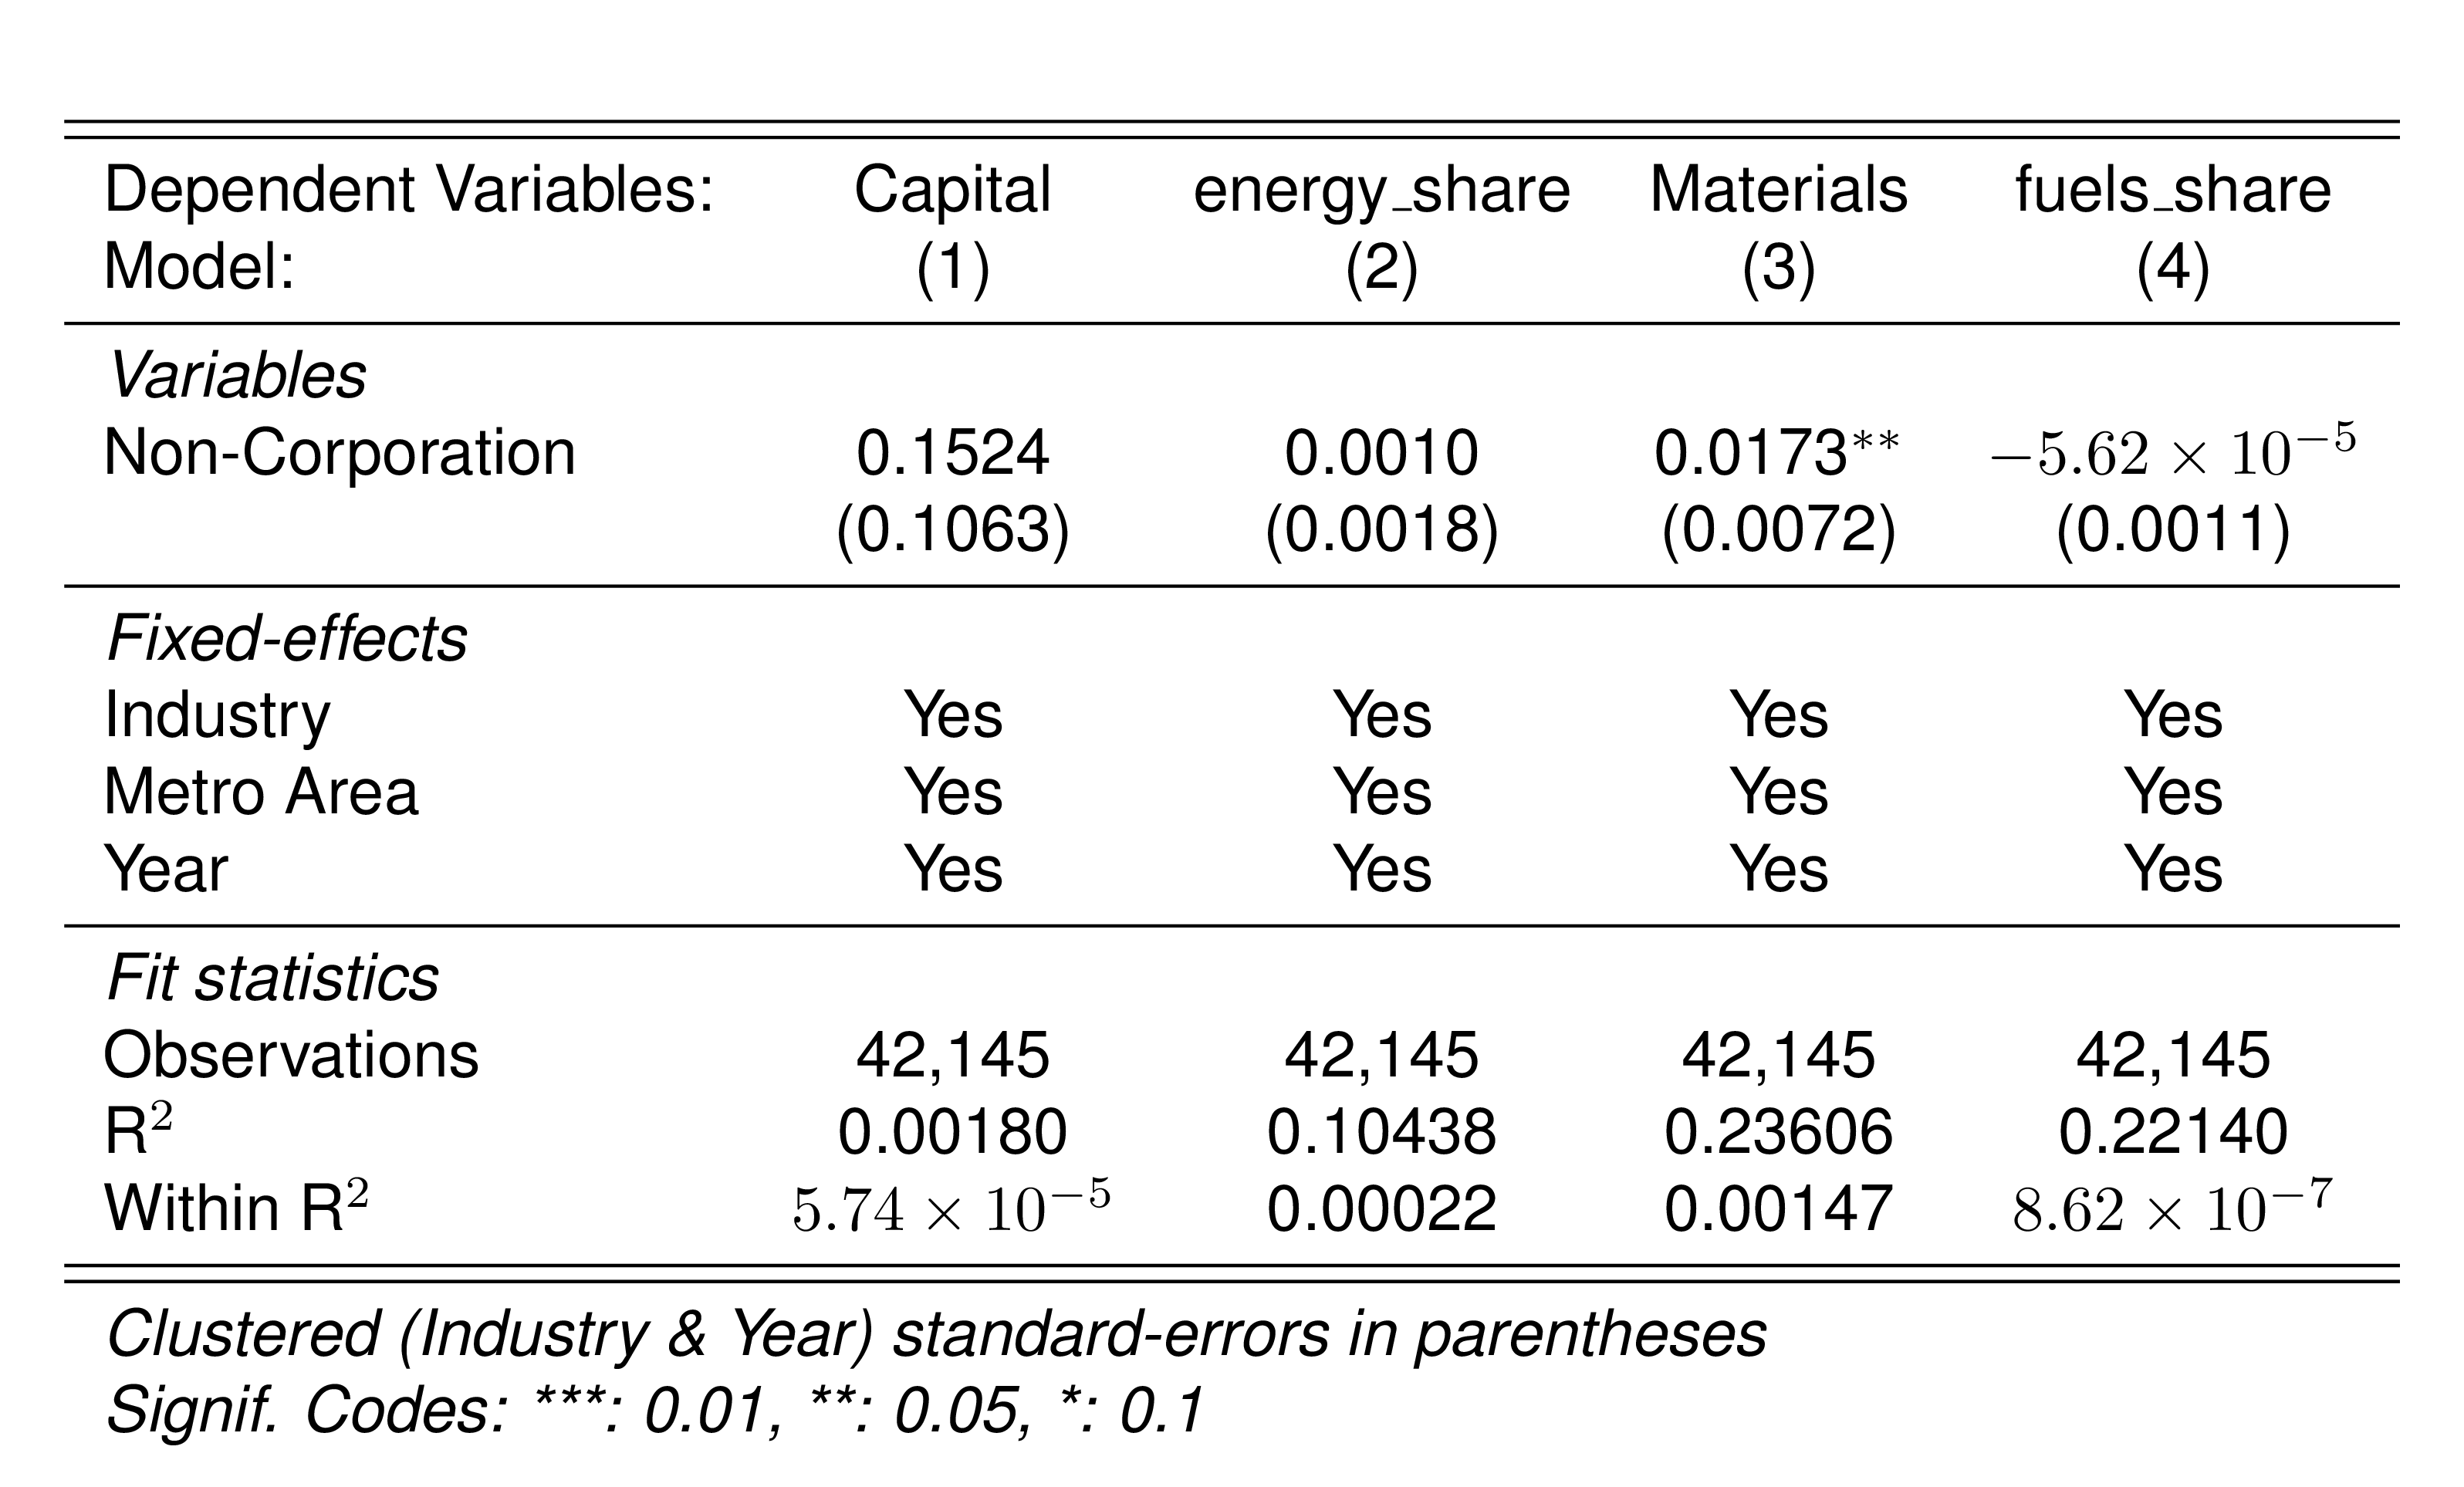 Dependent Variables: Capital energy_share Materials fuels_share
Model: (1) (2) (3) (4)
Variables
Non-Corporation 0.1524 0.0010 0.0173** −5.62 × 10⁻⁵
(0.1063) (0.0018) (0.0072) (0.0011)
Fixed-effects
Industry Yes Yes Yes Yes
Metro Area Yes Yes Yes Yes
Year Yes Yes Yes Yes
Fit statistics
Observations 42,145 42,145 42,145 42,145
R² 0.00180 0.10438 0.23606 0.22140
Within R² 5.74 × 10⁻⁵ 0.00022 0.00147 8.62 × 10⁻⁷
Clustered (Industry & Year) standard-errors in parentheses
Signif. Codes: ***: 0.01, **: 0.05, *: 0.1